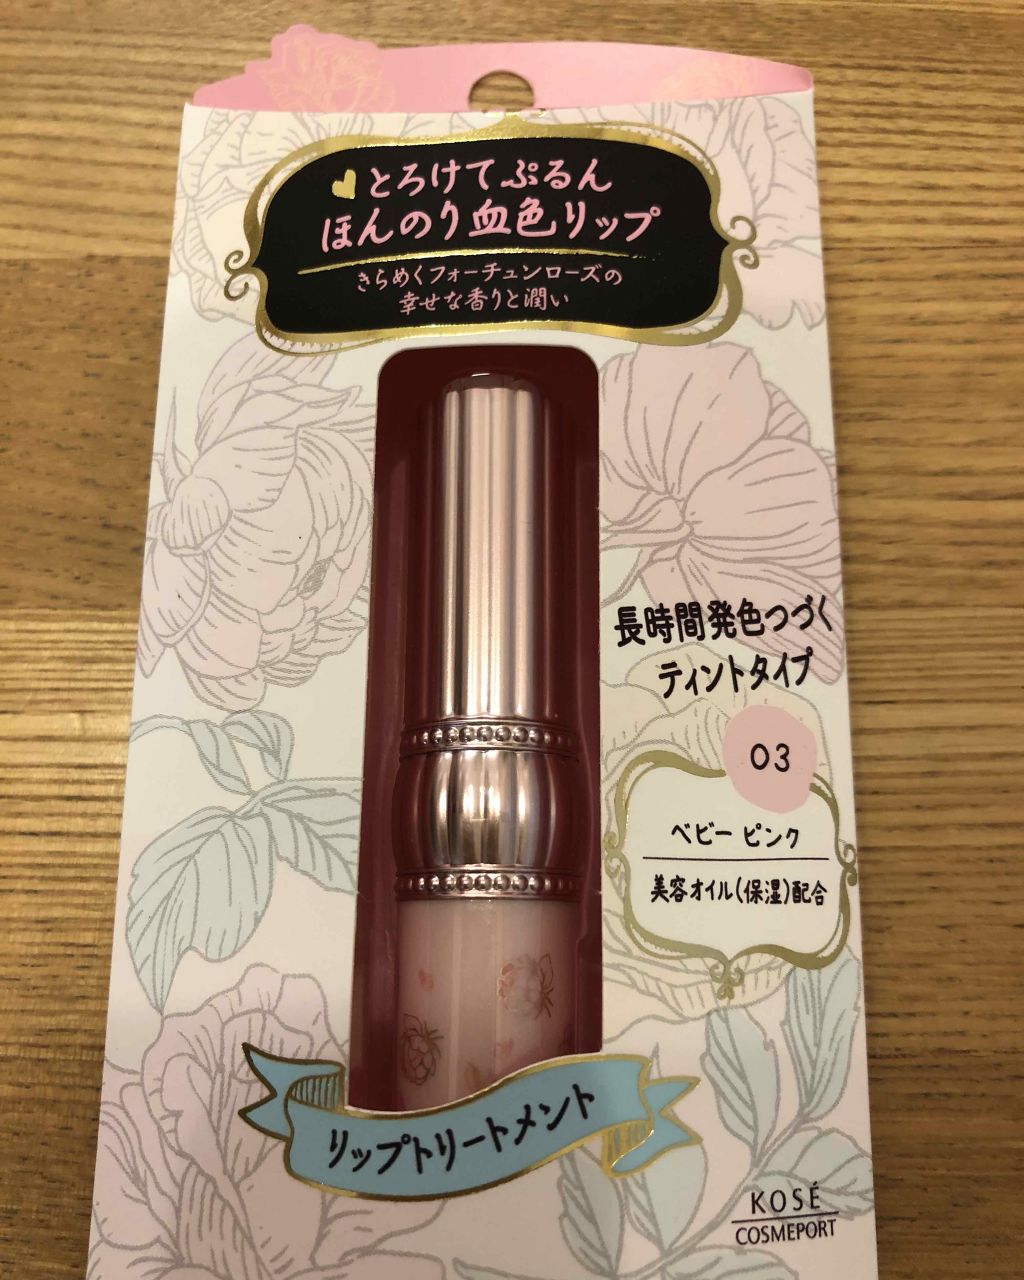 とろけてぷるん
ほんのり血色リップ
きらめくフォーチュンローズの
幸せな香りと潤い
長時間発色つづく
ティントタイプ
03
ベビー ピンク
美容オイル(保湿)配合
リップトリートメント
KOSÉ
COSMEPORT